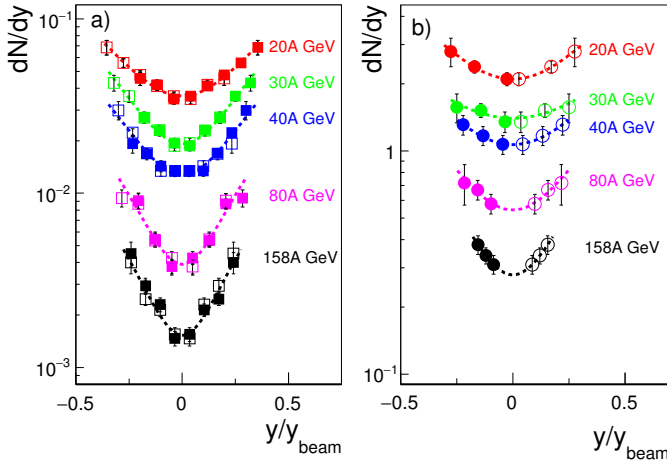 dN/dy
a)
10⁻¹
20A GeV
30A GeV
40A GeV
10⁻²
80A GeV
158A GeV
10⁻³
−0.5
0
0.5
y/y_beam
dN/dy
b)
20A GeV
30A GeV
40A GeV
1
80A GeV
158A GeV
10⁻¹
−0.5
0
0.5
y/y_beam